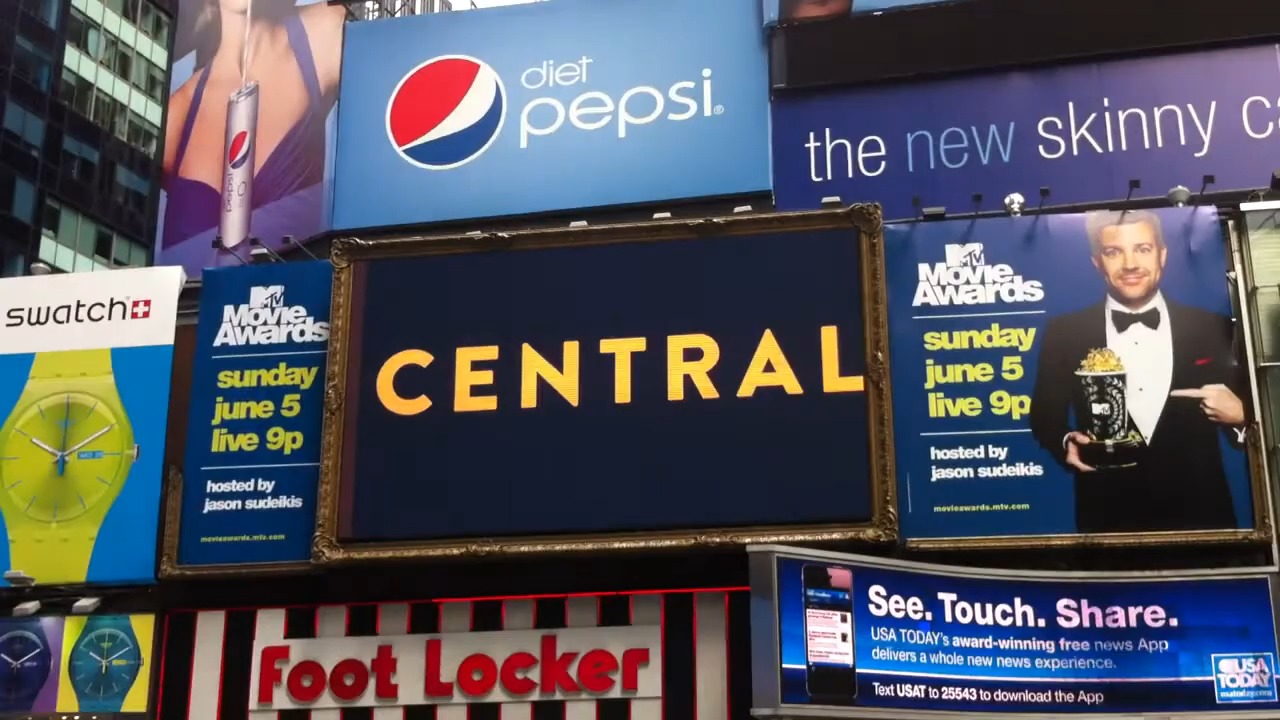 diet
pepsi®
pepsi
the new skinny c
swatch
MTV
Movie
Awards
sunday
june 5
live 9p
hosted by
jason sudeikis
movieawards.mtv.com
CENTRAL
MTV
Movie
Awards
sunday
june 5
live 9p
hosted by
jason sudeikis
movieawards.mtv.com
MTV
Foot Locker
See. Touch. Share.
USA TODAY's award-winning free news App
delivers a whole new news experience.
Text USAT to 25543 to download the App
USA
TODAY